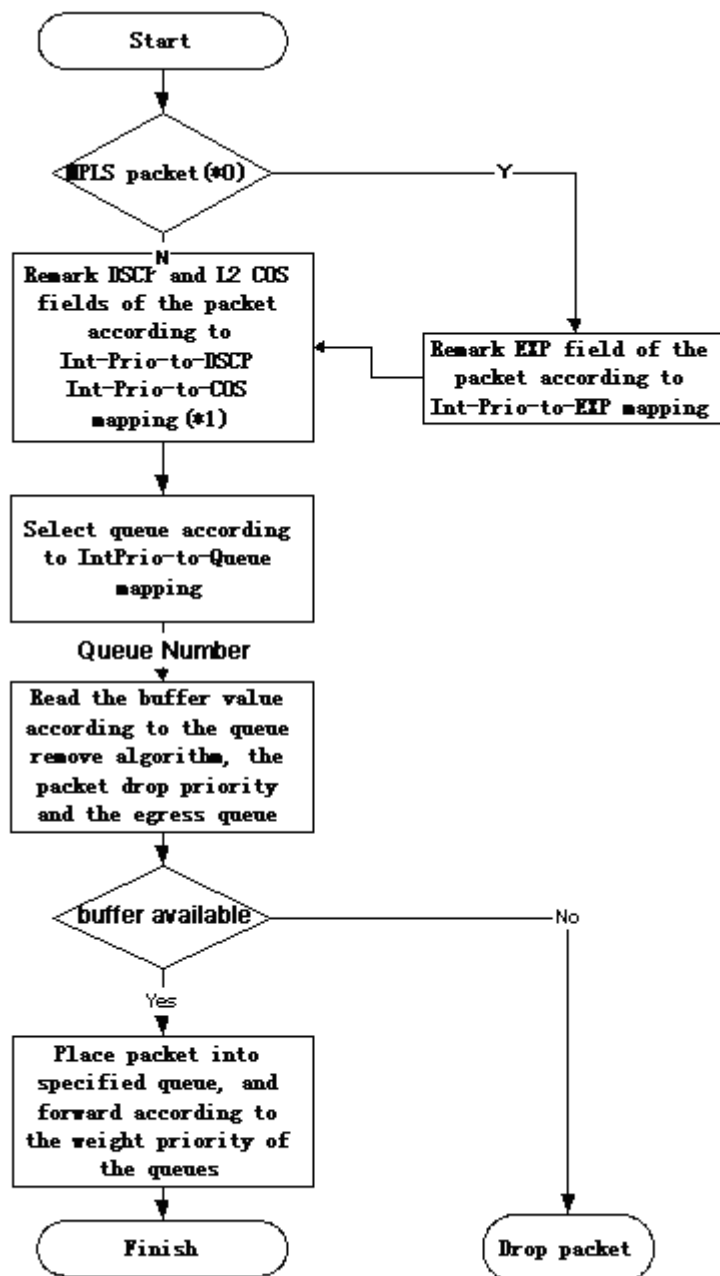 Start
MPLS packet(*0)
Y
N
Remark DSCP and L2 COS
fields of the packet
according to
Int-Prio-to-DSCP
Int-Prio-to-COS
mapping(*1)
Remark EXP field of the
packet according to
Int-Prio-to-EXP mapping
Select queue according
to IntPrio-to-Queue
mapping
Queue Number
Read the buffer value
according to the queue
remove algorithm, the
packet drop priority
and the egress queue
buffer available
No
Yes
Place packet into
specified queue, and
forward according to
the weight priority of
the queues
Finish
Drop packet